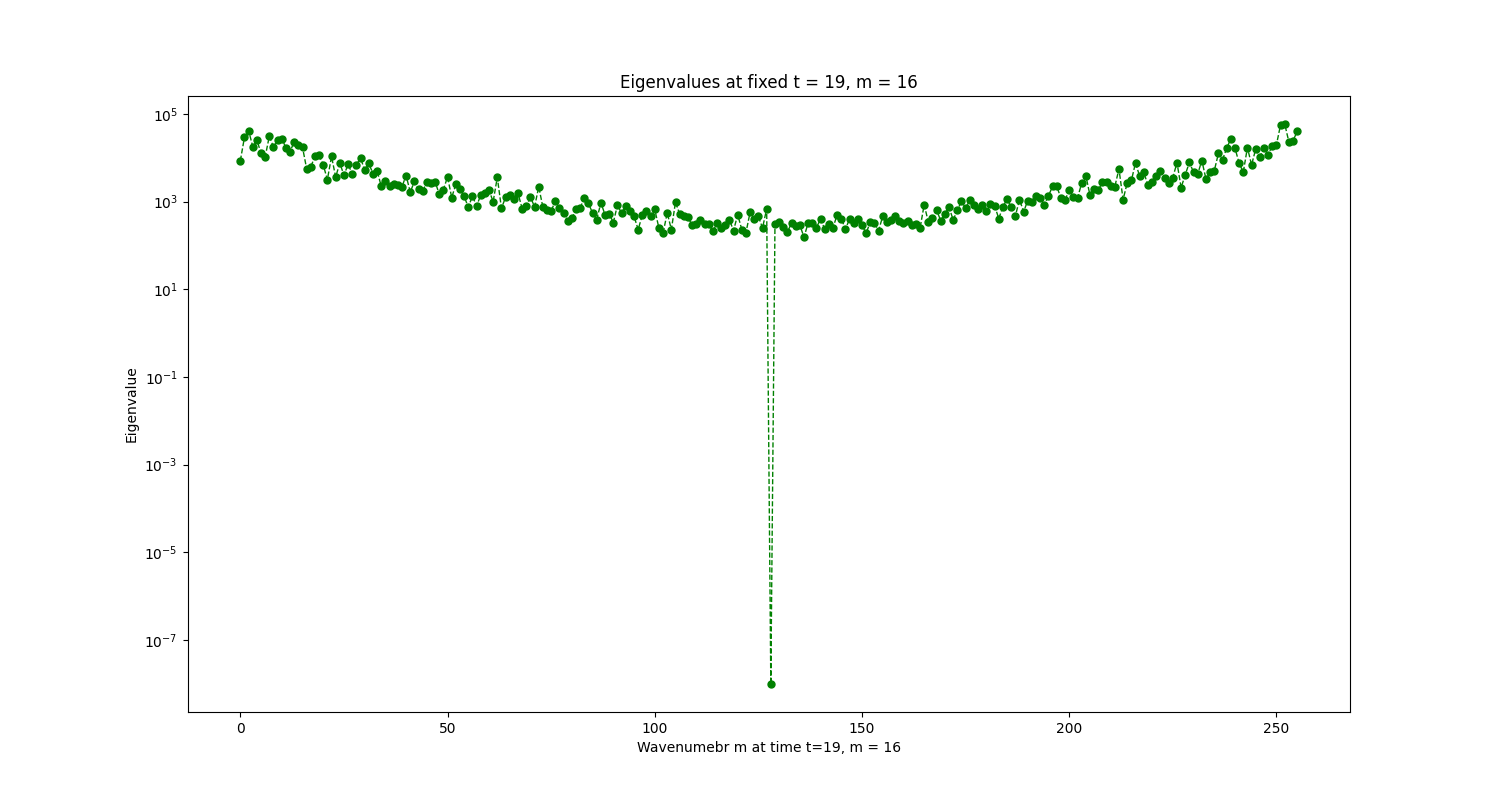 Eigenvalues at fixed t = 19, m = 16
10^5
10^3
10^1
10^-1
10^-3
10^-5
10^-7
Eigenvalue
0 50 100 150 200 250
Wavenumebr m at time t=19, m = 16